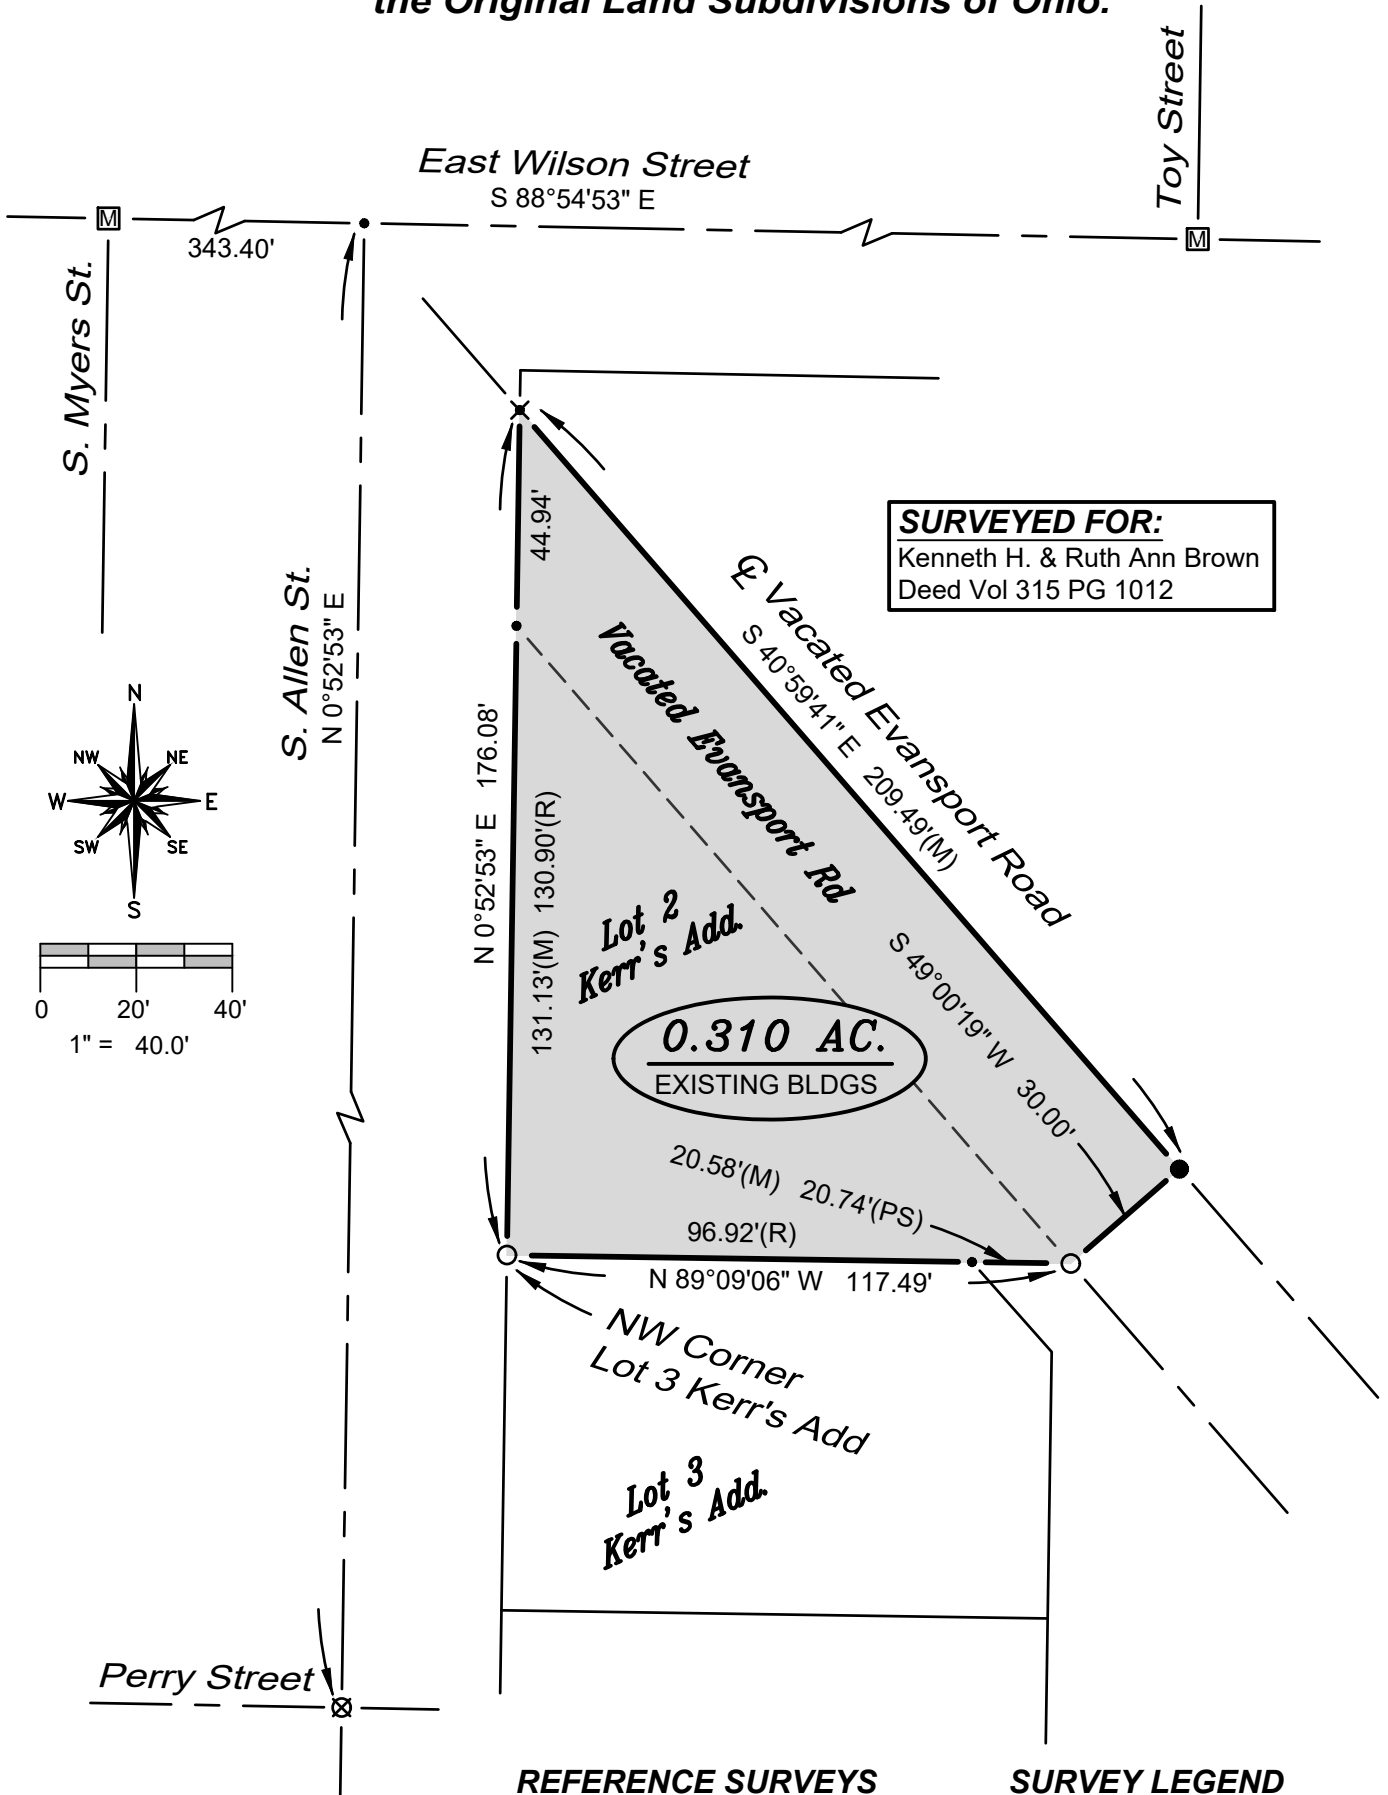 the Original Land Subdivisions of Ohio.
Toy Street
East Wilson Street
S 88°54'53" E
M
M
343.40'
S. Myers St.
44.94'
SURVEYED FOR:
Kenneth H. & Ruth Ann Brown
Deed Vol 315 PG 1012
℄ Vacated Evansport Road
S 40°59'41" E 209.49'(M)
S. Allen St.
N 0°52'53" E
Vacated Evansport Rd
N
NW NE
W E
SW SE
S
N 0°52'53" E 176.08'
131.13'(M) 130.90'(R)
Lot 2
Kerr's Add.
S 49°00'19" W 30.00'
0 20' 40'
1" = 40.0'
0.310 AC.
EXISTING BLDGS
20.58'(M) 20.74'(PS)
96.92'(R)
N 89°09'06" W 117.49'
NW Corner
Lot 3 Kerr's Add
Lot 3
Kerr's Add.
Perry Street
REFERENCE SURVEYS
SURVEY LEGEND